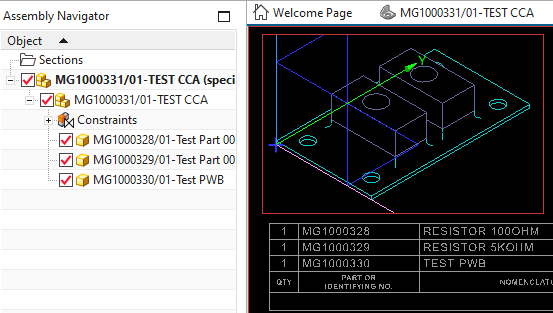 Assembly Navigator
Object
Sections
MG1000331/01-TEST CCA (speci
MG1000331/01-TEST CCA
Constraints
MG1000328/01-Test Part 00
MG1000329/01-Test Part 00
MG1000330/01-Test PWB
Welcome Page
MG1000331/01-TEST CCA
Y
1 MG1000328 RESISTOR 100OHM
1 MG1000329 RESISTOR 5KOHM
1 MG1000330 TEST PWB
QTY PART OR IDENTIFYING NO. NOMENCLAT